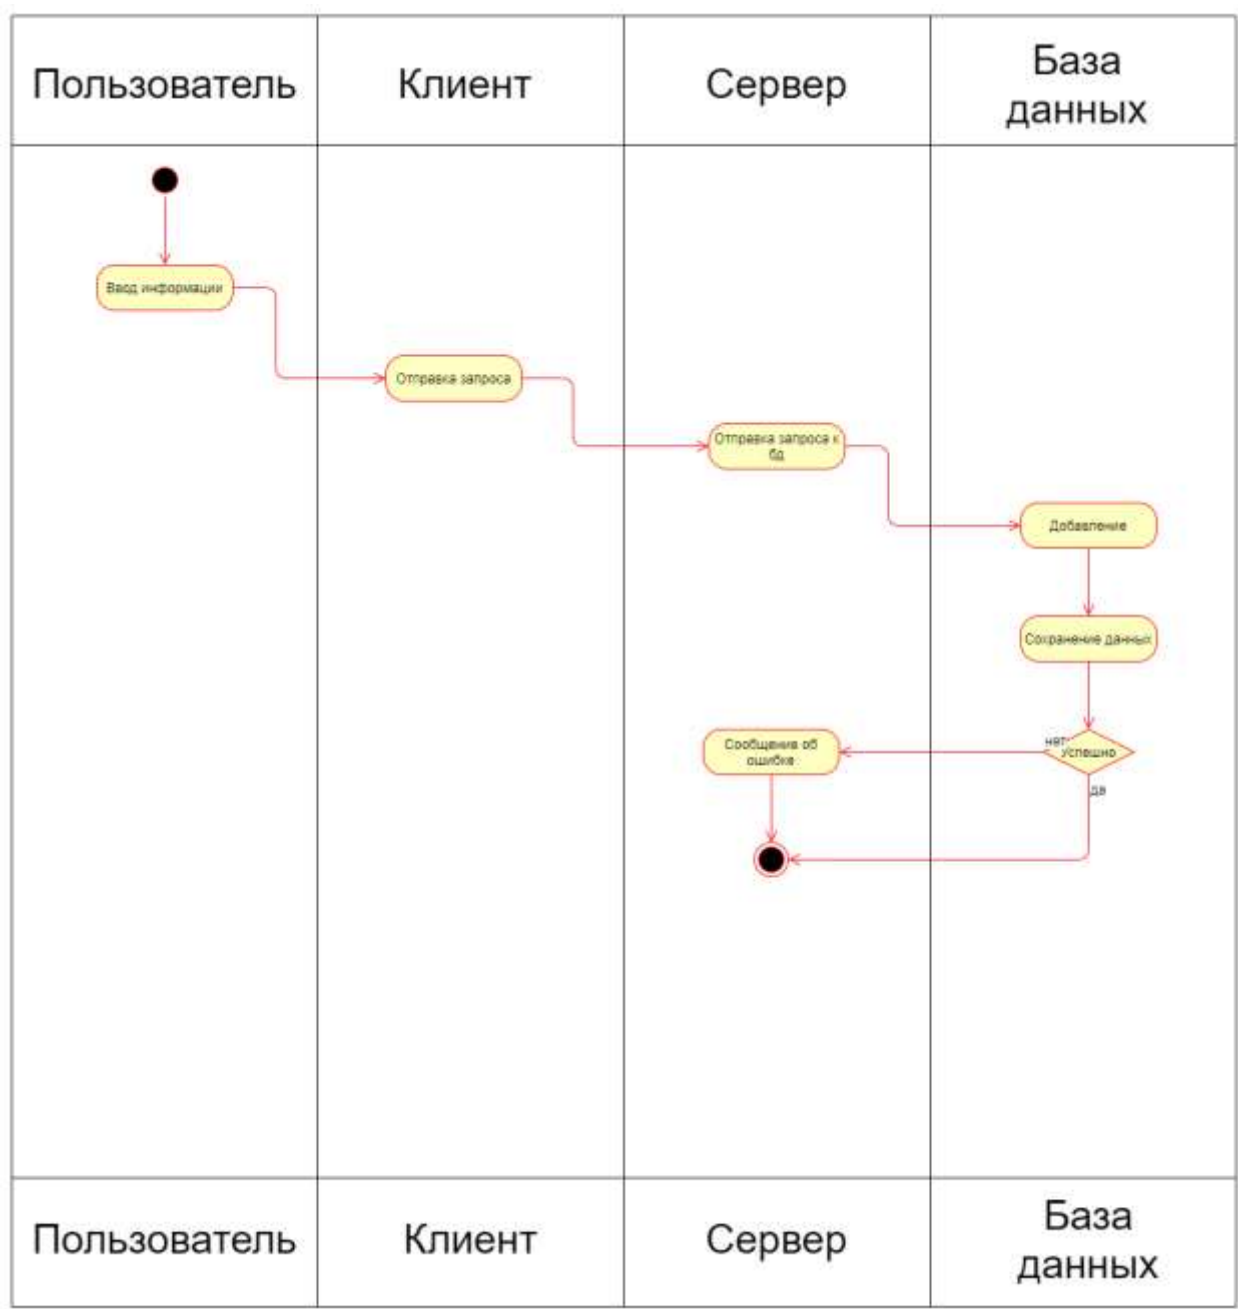 Пользователь
Клиент
Сервер
База
данных
Ввод информации
Отправка запроса
Отправка запроса к
бд
Добавление
Сохранение данных
Сообщение об
ошибке
нет
Успешно
да
Пользователь
Клиент
Сервер
База
данных